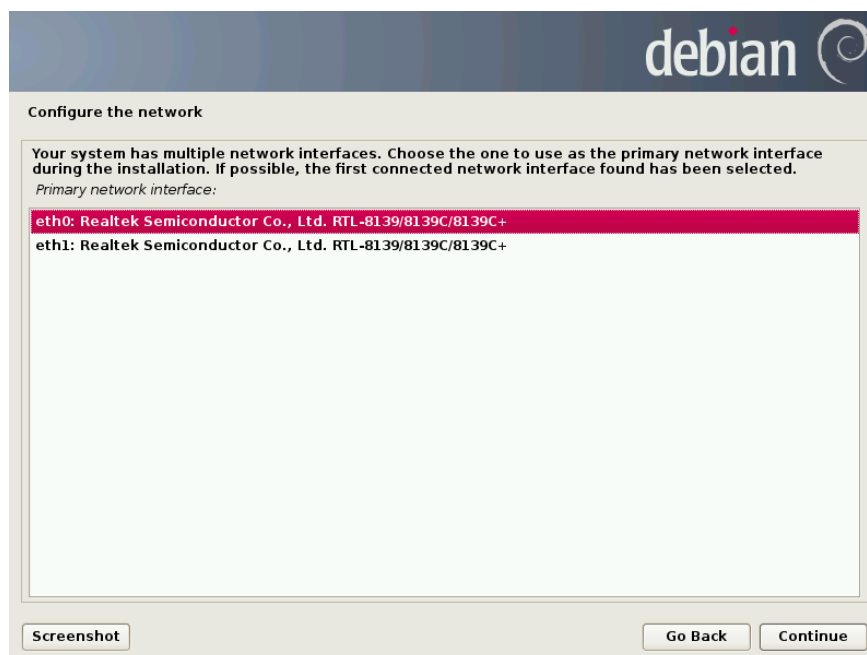 debian
Configure the network
Your system has multiple network interfaces. Choose the one to use as the primary network interface
during the installation. If possible, the first connected network interface found has been selected.
Primary network interface:
eth0: Realtek Semiconductor Co., Ltd. RTL-8139/8139C/8139C+
eth1: Realtek Semiconductor Co., Ltd. RTL-8139/8139C/8139C+
Screenshot
Go Back
Continue